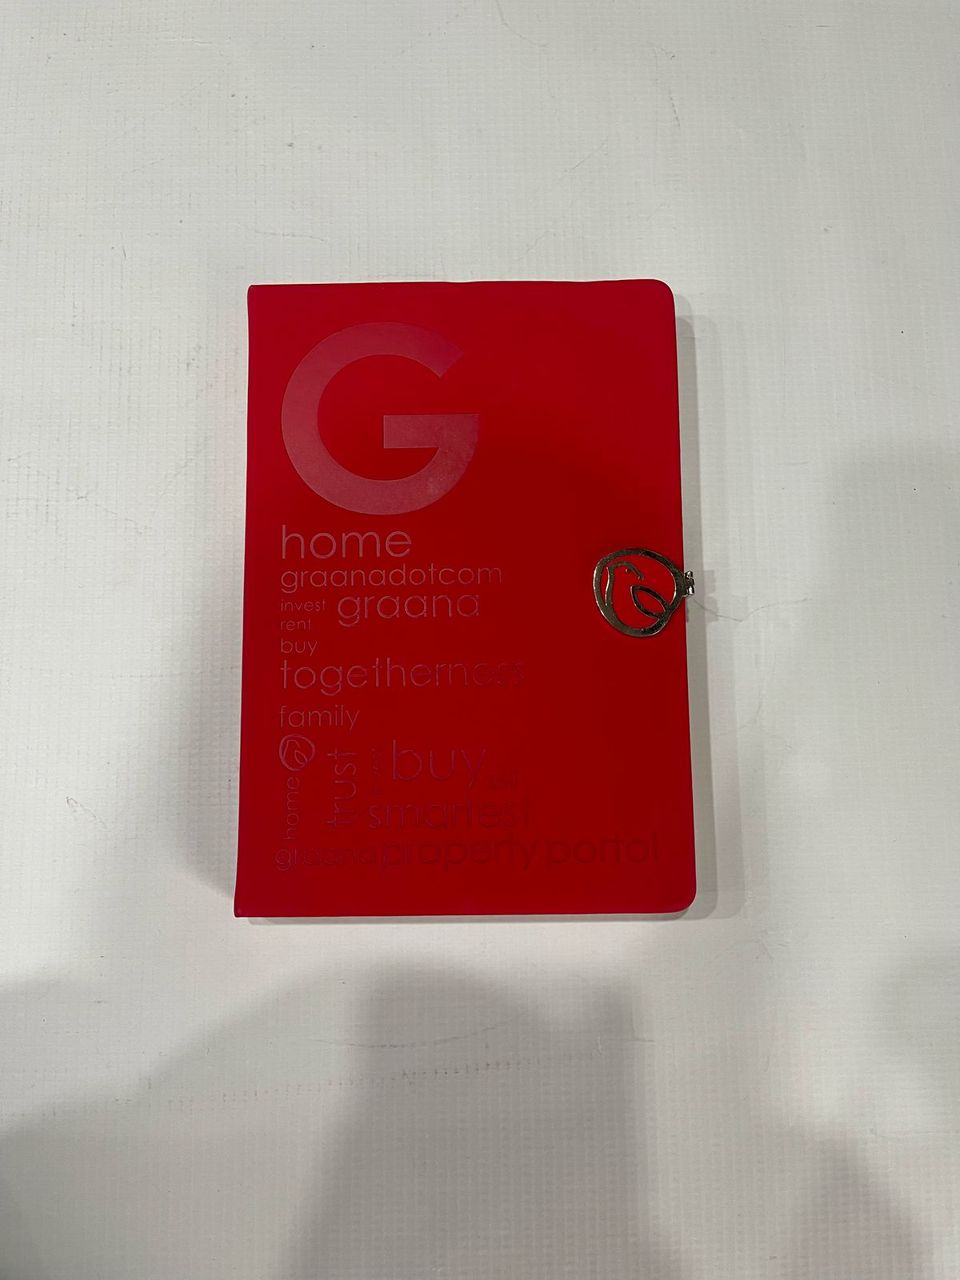 G
home
graanadotcom
invest graana
rent
buy
togetherness
family
home trust buy
smartest
graana property portal